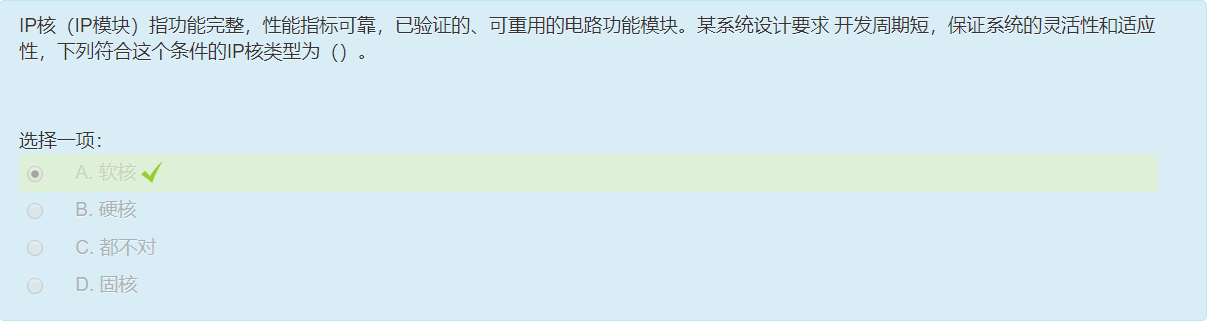 IP核（IP模块）指功能完整，性能指标可靠，已验证的、可重用的电路功能模块。某系统设计要求 开发周期短，保证系统的灵活性和适应
性，下列符合这个条件的IP核类型为（）。
选择一项：
A. 软核
B. 硬核
C. 都不对
D. 固核